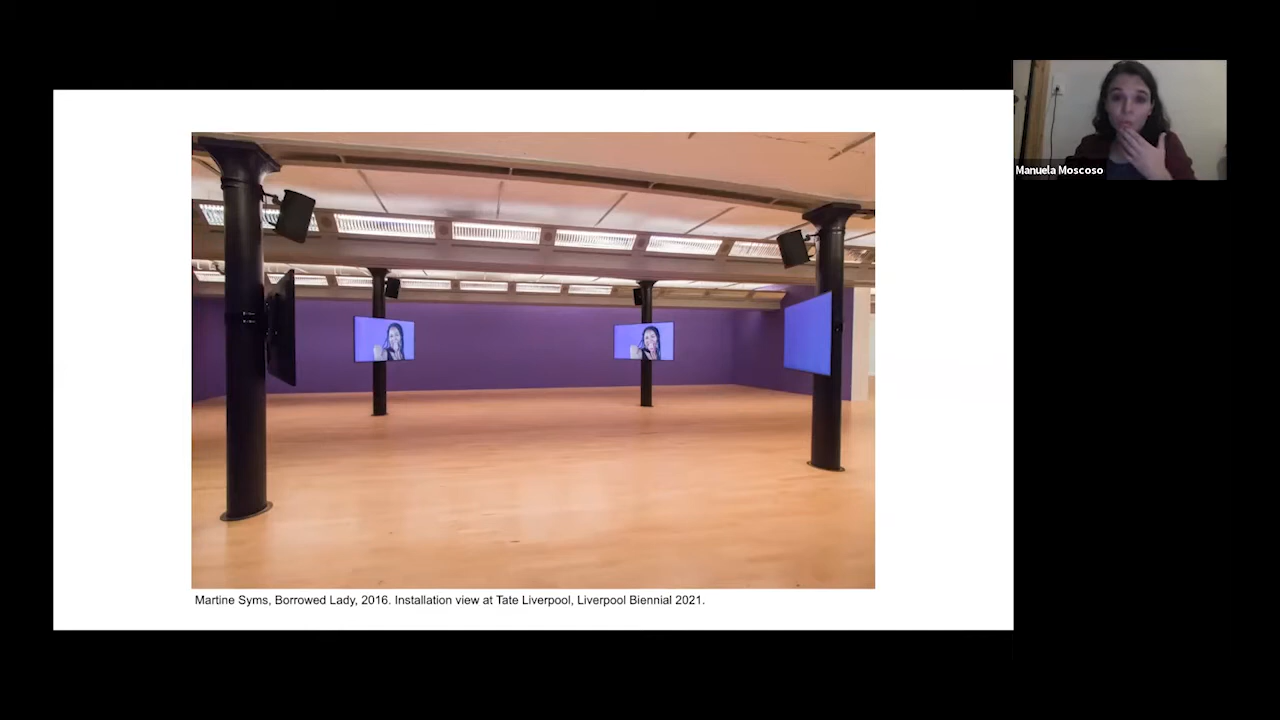 Manuela Moscoso
Martine Syms, Borrowed Lady, 2016. Installation view at Tate Liverpool, Liverpool Biennial 2021.